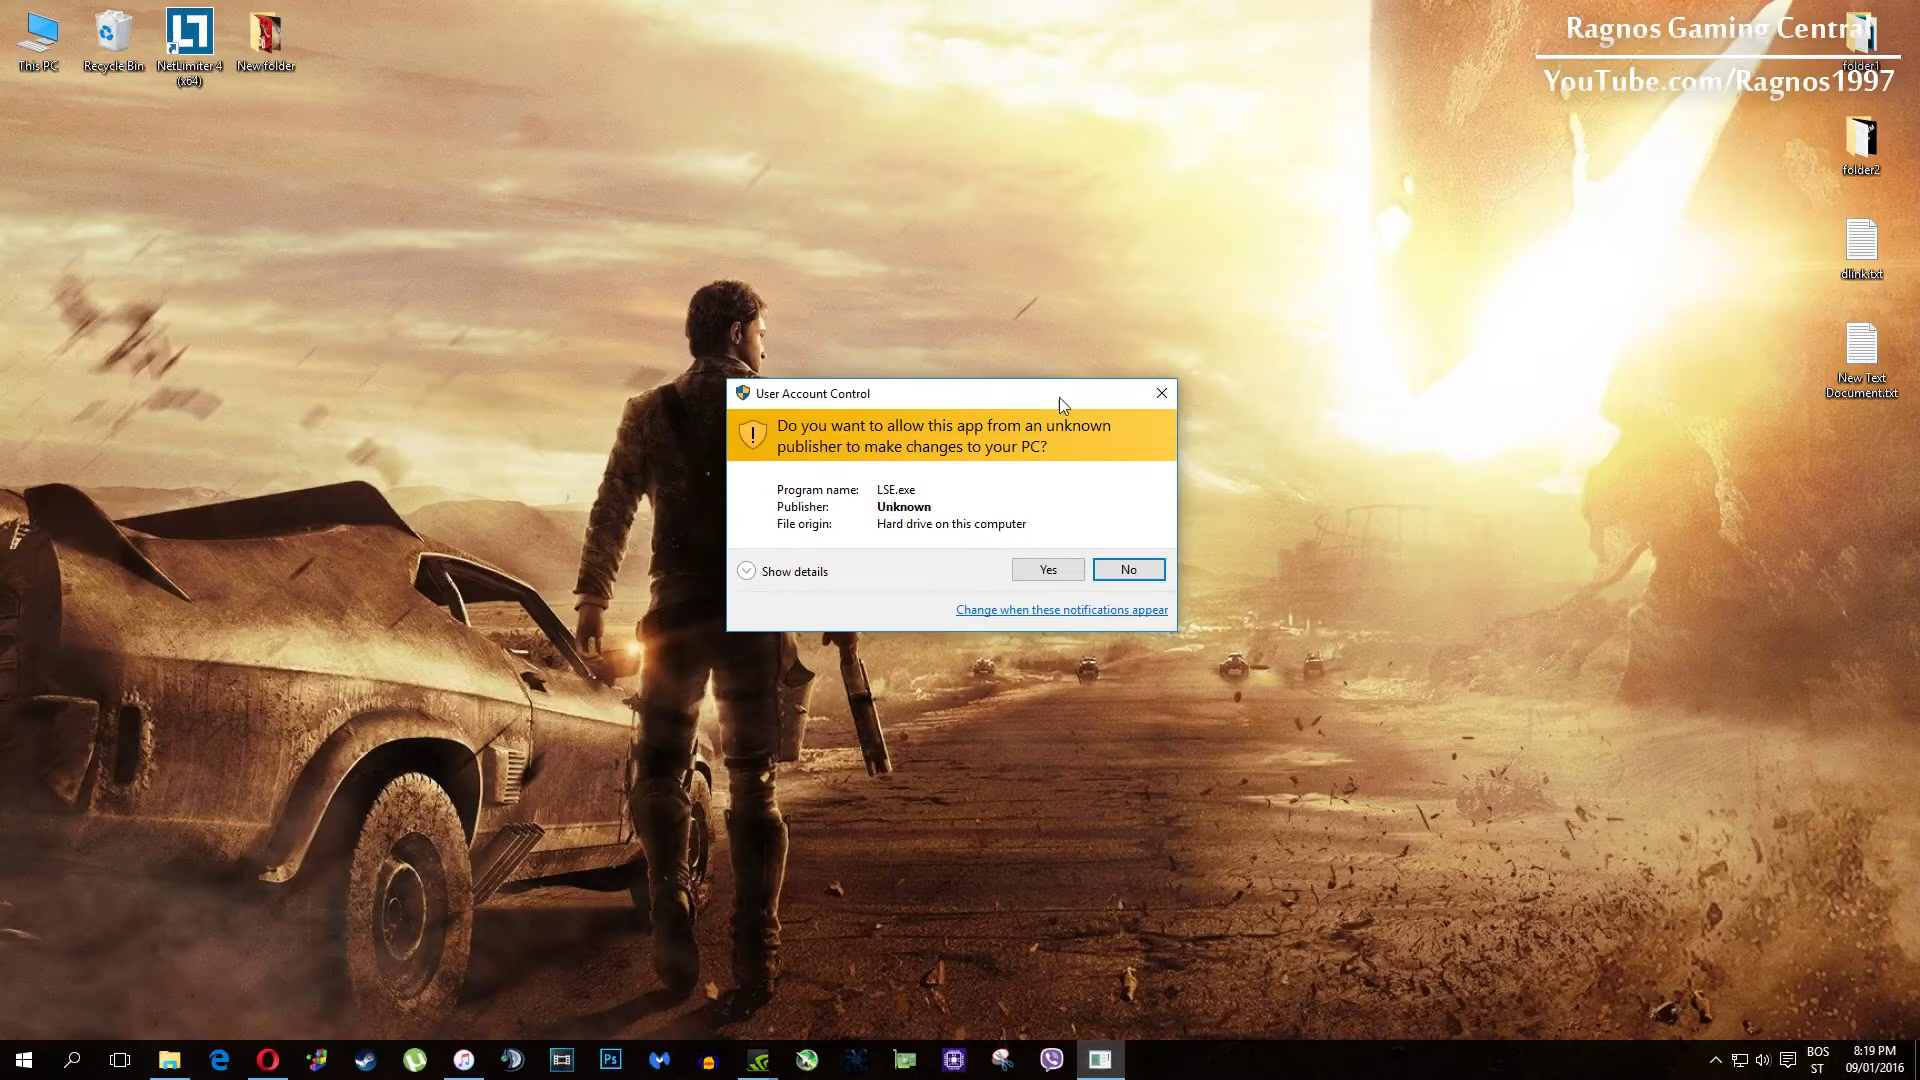 This PC
Recycle Bin
NetLimiter 4
(x64)
New folder
Ragnos Gaming Central
YouTube.com/Ragnos1997
folder1
folder2
dlink.txt
New Text
Document.txt
User Account Control
Do you want to allow this app from an unknown
publisher to make changes to your PC?
Program name: LSE.exe
Publisher: Unknown
File origin: Hard drive on this computer
Show details
Yes
No
Change when these notifications appear
Ps
BOS
ST
8:19 PM
09/01/2016